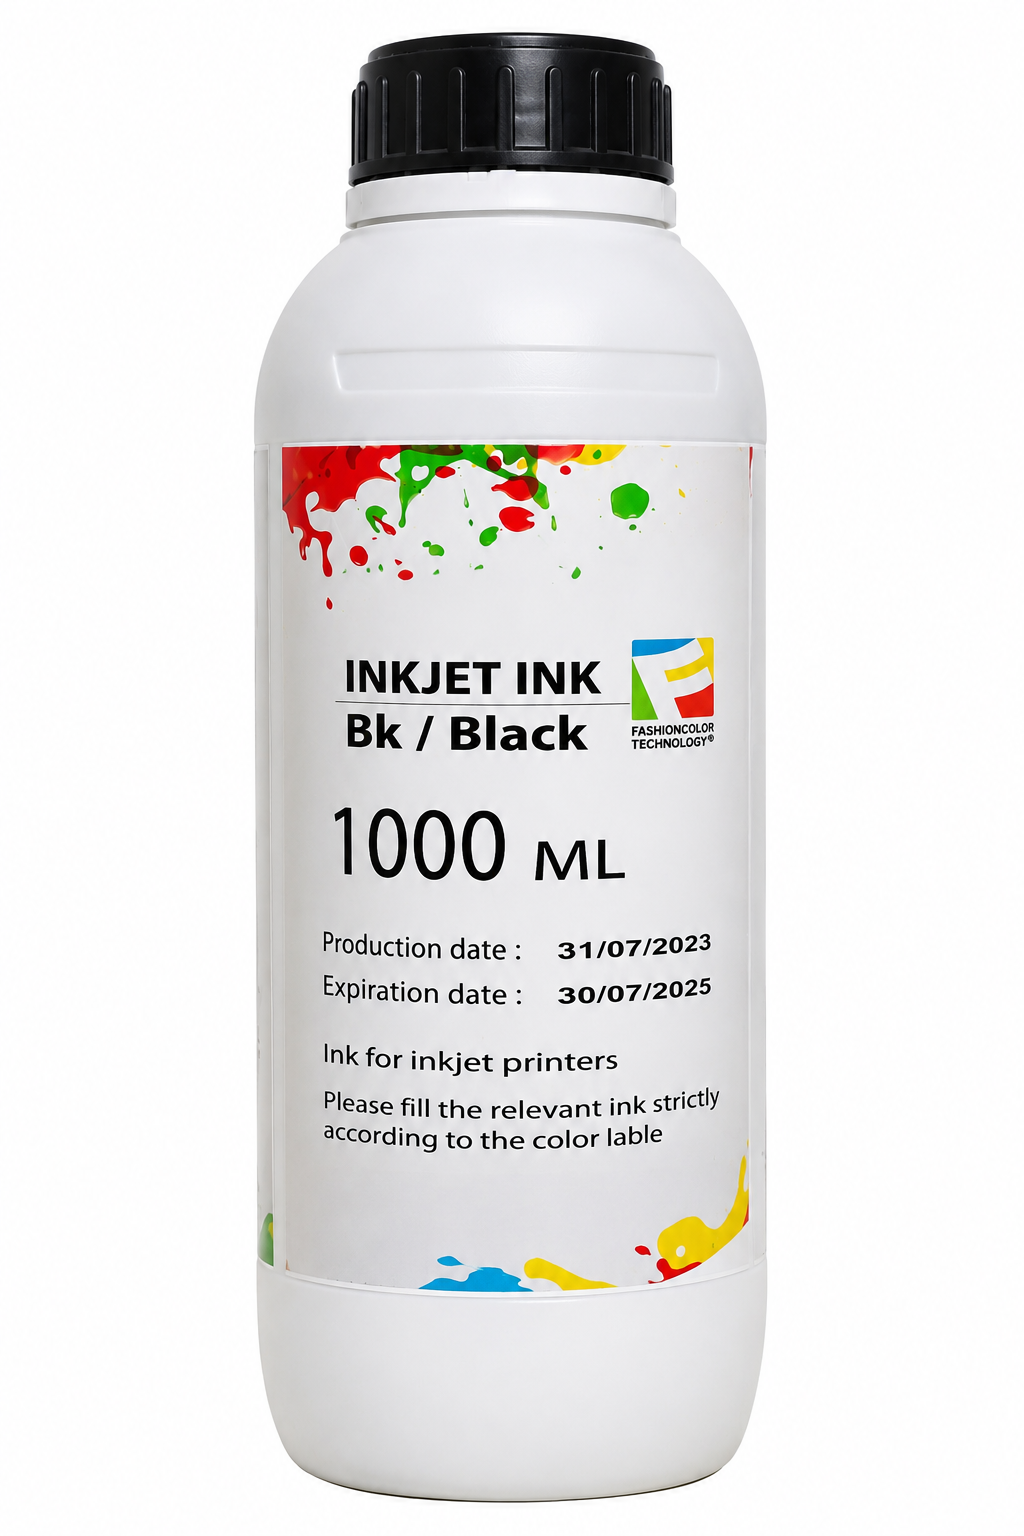 INKJET INK
Bk / Black
FASHIONCOLOR
TECHNOLOGY®
1000 ML
Production date : 31/07/2023
Expiration date : 30/07/2025
Ink for inkjet printers
Please fill the relevant ink strictly
according to the color lable